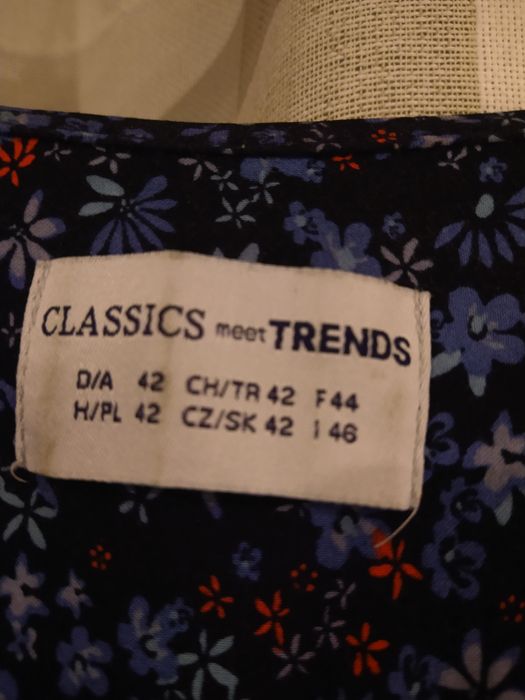 CLASSICS meet TRENDS
D/A 42 CH/TR 42 F 44
H/PL 42 CZ/SK 42 I 46